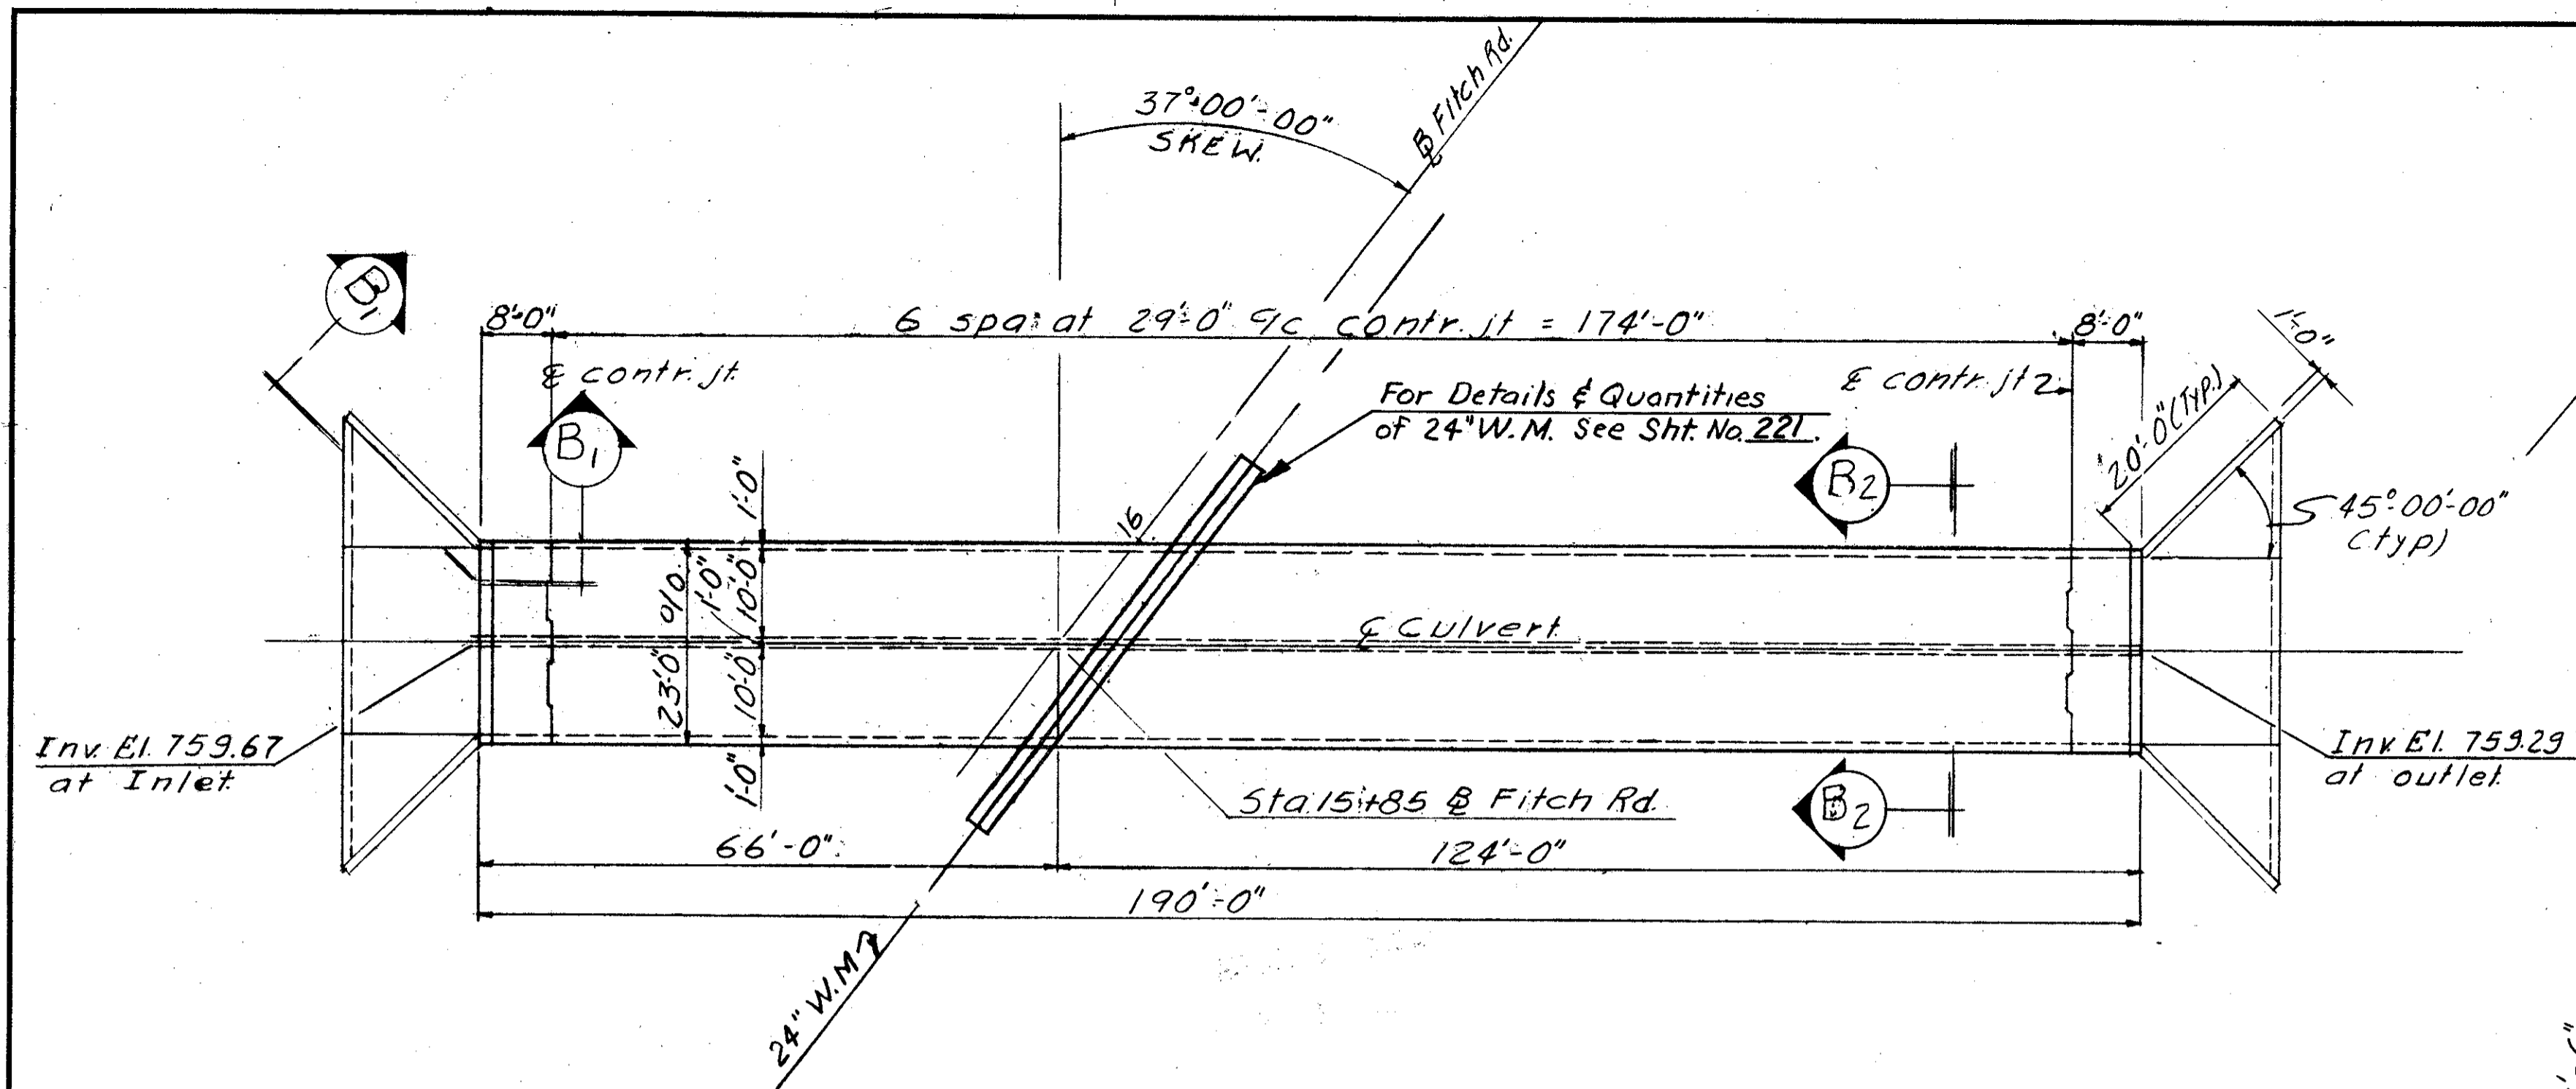 37°-00'-00"
SKEW.
℄ Fitch Rd.
B1
8'-0"
6 spa. at 29'-0" c/c contr. jt = 174'-0"
8'-0"
1'-0"
℄ contr. jt.
℄ contr. jt
20'-0" (Typ.)
For Details & Quantities
of 24" W.M. See Sht. No. 221.
B1
B2
45°-00'-00"
(typ)
1'-0"
16
23'-0" o/o.
1'-0"
10'-0"
℄ Culvert
10'-0"
1'-0"
Inv. El. 759.67
at Inlet
Inv. El. 759.29
at outlet
Sta. 15+85 ℄ Fitch Rd.
B2
66'-0"
124'-0"
190'-0"
24" W.M.